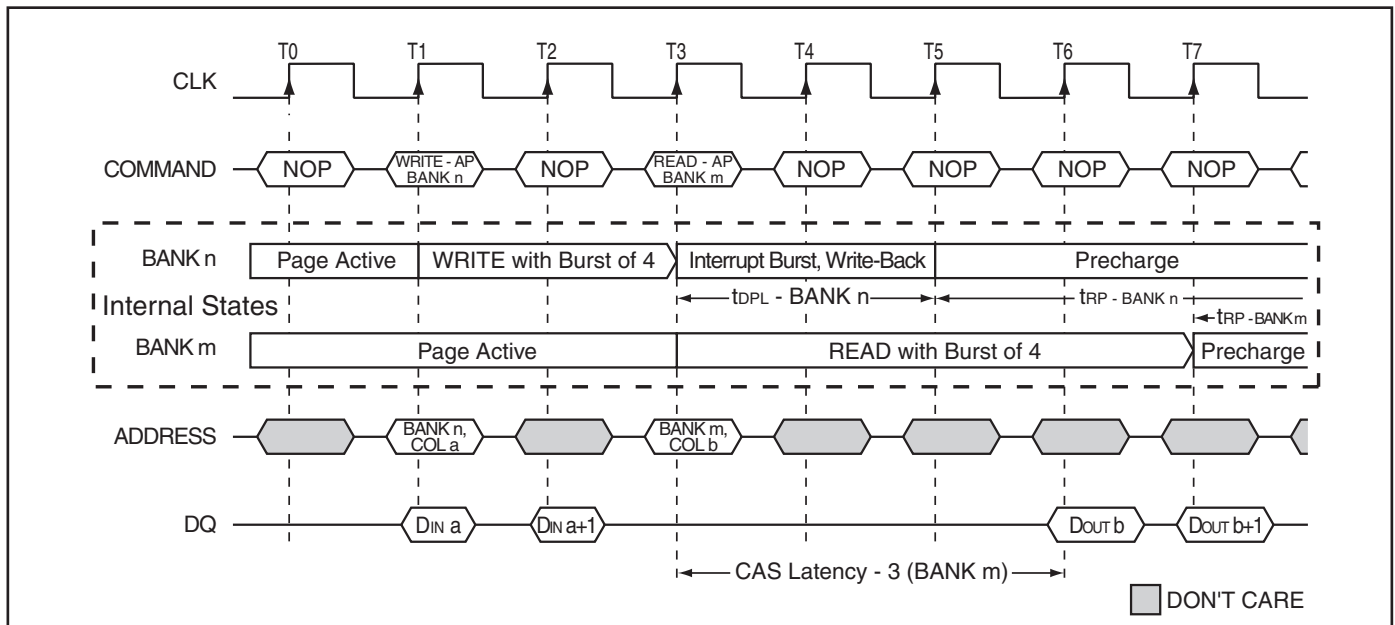 T0 T1 T2 T3 T4 T5 T6 T7
CLK
COMMAND NOP WRITE - AP BANK n NOP READ - AP BANK m NOP NOP NOP NOP
BANK n Page Active WRITE with Burst of 4 Interrupt Burst, Write-Back Precharge
tDPL - BANK n tRP - BANK n
Internal States
tRP - BANK m
BANK m Page Active READ with Burst of 4 Precharge
ADDRESS BANK n, COL a BANK m, COL b
DQ DIN a DIN a+1 DOUT b DOUT b+1
CAS Latency - 3 (BANK m)
DON'T CARE